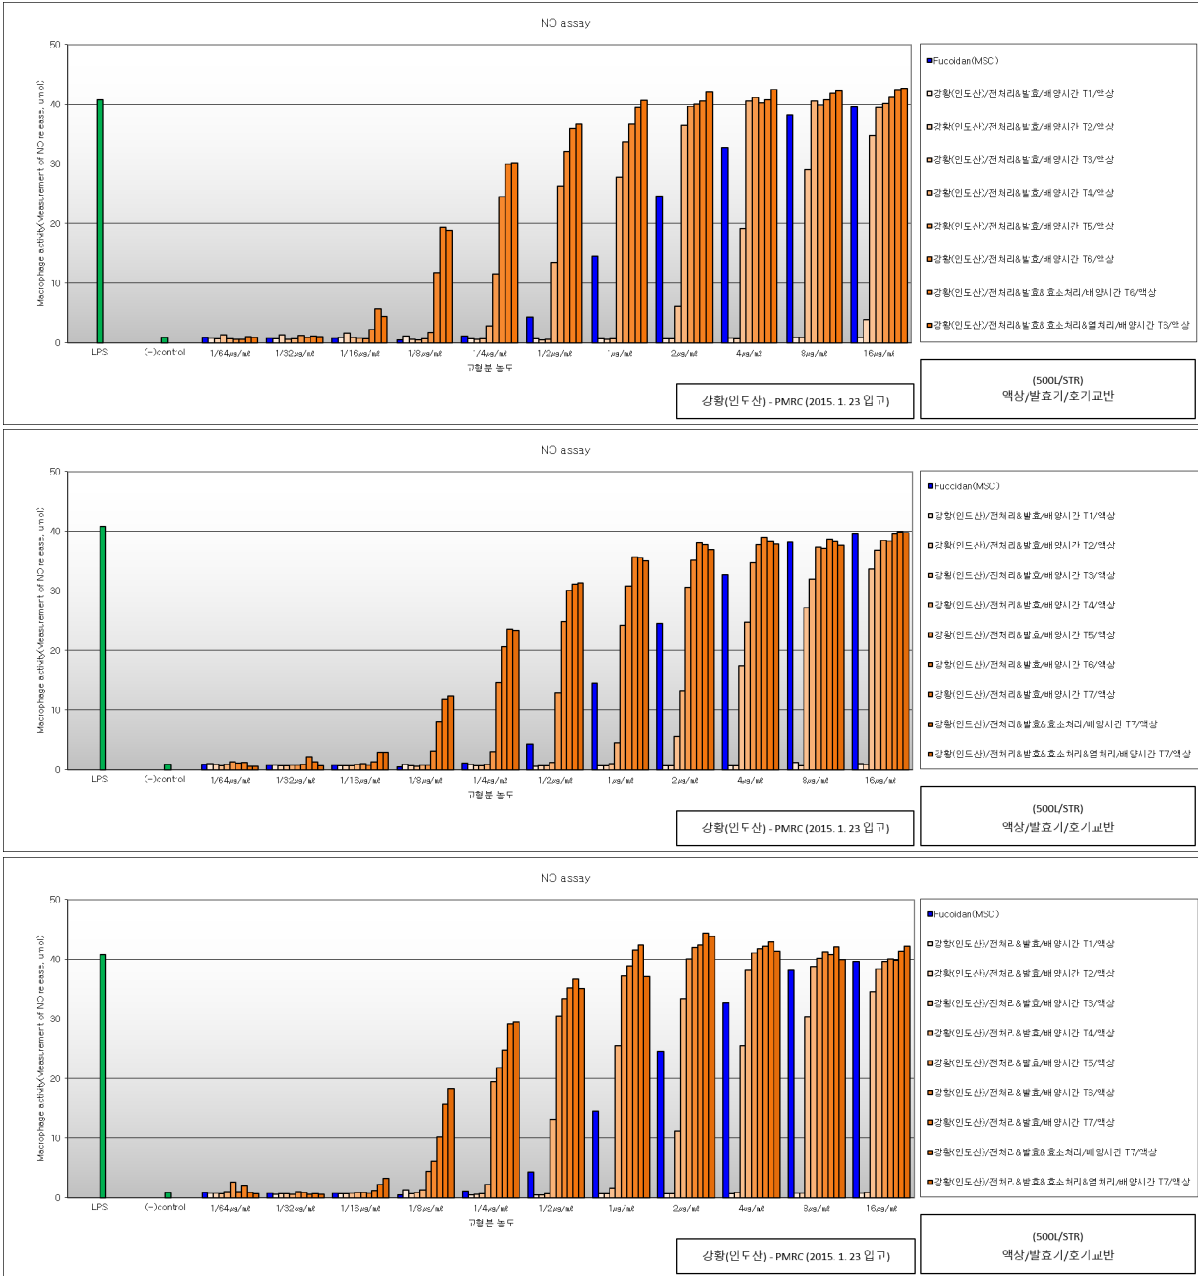 NO assay
50
40
30
20
10
0
Macrophage activity(Measurement of NO release, umol)
LPS
(-)control
1/64㎍/㎖
1/32㎍/㎖
1/16㎍/㎖
1/8㎍/㎖
1/4㎍/㎖
1/2㎍/㎖
1㎍/㎖
2㎍/㎖
4㎍/㎖
8㎍/㎖
16㎍/㎖
고형분 농도
Fucoidan(MSC)
강황(인도산)/전처리&발효/배양시간 T1/액상
강황(인도산)/전처리&발효/배양시간 T2/액상
강황(인도산)/전처리&발효/배양시간 T3/액상
강황(인도산)/전처리&발효/배양시간 T4/액상
강황(인도산)/전처리&발효/배양시간 T5/액상
강황(인도산)/전처리&발효/배양시간 T6/액상
강황(인도산)/전처리&발효&효소처리/배양시간 T6/액상
강황(인도산)/전처리&발효&효소처리&열처리/배양시간 T6/액상
강황(인도산) - PMRC (2015. 1. 23 입고)
(500L/STR)
액상/발효기/호기교반
NO assay
50
40
30
20
10
0
Macrophage activity(Measurement of NO release, umol)
LPS
(-)control
1/64㎍/㎖
1/32㎍/㎖
1/16㎍/㎖
1/8㎍/㎖
1/4㎍/㎖
1/2㎍/㎖
1㎍/㎖
2㎍/㎖
4㎍/㎖
8㎍/㎖
16㎍/㎖
고형분 농도
Fucoidan(MSC)
강황(인도산)/전처리&발효/배양시간 T1/액상
강황(인도산)/전처리&발효/배양시간 T2/액상
강황(인도산)/전처리&발효/배양시간 T3/액상
강황(인도산)/전처리&발효/배양시간 T4/액상
강황(인도산)/전처리&발효/배양시간 T5/액상
강황(인도산)/전처리&발효/배양시간 T6/액상
강황(인도산)/전처리&발효/배양시간 T7/액상
강황(인도산)/전처리&발효&효소처리/배양시간 T7/액상
강황(인도산)/전처리&발효&효소처리&열처리/배양시간 T7/액상
강황(인도산) - PMRC (2015. 1. 23 입고)
(500L/STR)
액상/발효기/호기교반
NO assay
50
40
30
20
10
0
Macrophage activity(Measurement of NO release, umol)
LPS
(-)control
1/64㎍/㎖
1/32㎍/㎖
1/16㎍/㎖
1/8㎍/㎖
1/4㎍/㎖
1/2㎍/㎖
1㎍/㎖
2㎍/㎖
4㎍/㎖
8㎍/㎖
16㎍/㎖
고형분 농도
Fucoidan(MSC)
강황(인도산)/전처리&발효/배양시간 T1/액상
강황(인도산)/전처리&발효/배양시간 T2/액상
강황(인도산)/전처리&발효/배양시간 T3/액상
강황(인도산)/전처리&발효/배양시간 T4/액상
강황(인도산)/전처리&발효/배양시간 T5/액상
강황(인도산)/전처리&발효/배양시간 T6/액상
강황(인도산)/전처리&발효/배양시간 T7/액상
강황(인도산)/전처리&발효&효소처리/배양시간 T7/액상
강황(인도산)/전처리&발효&효소처리&열처리/배양시간 T7/액상
강황(인도산) - PMRC (2015. 1. 23 입고)
(500L/STR)
액상/발효기/호기교반